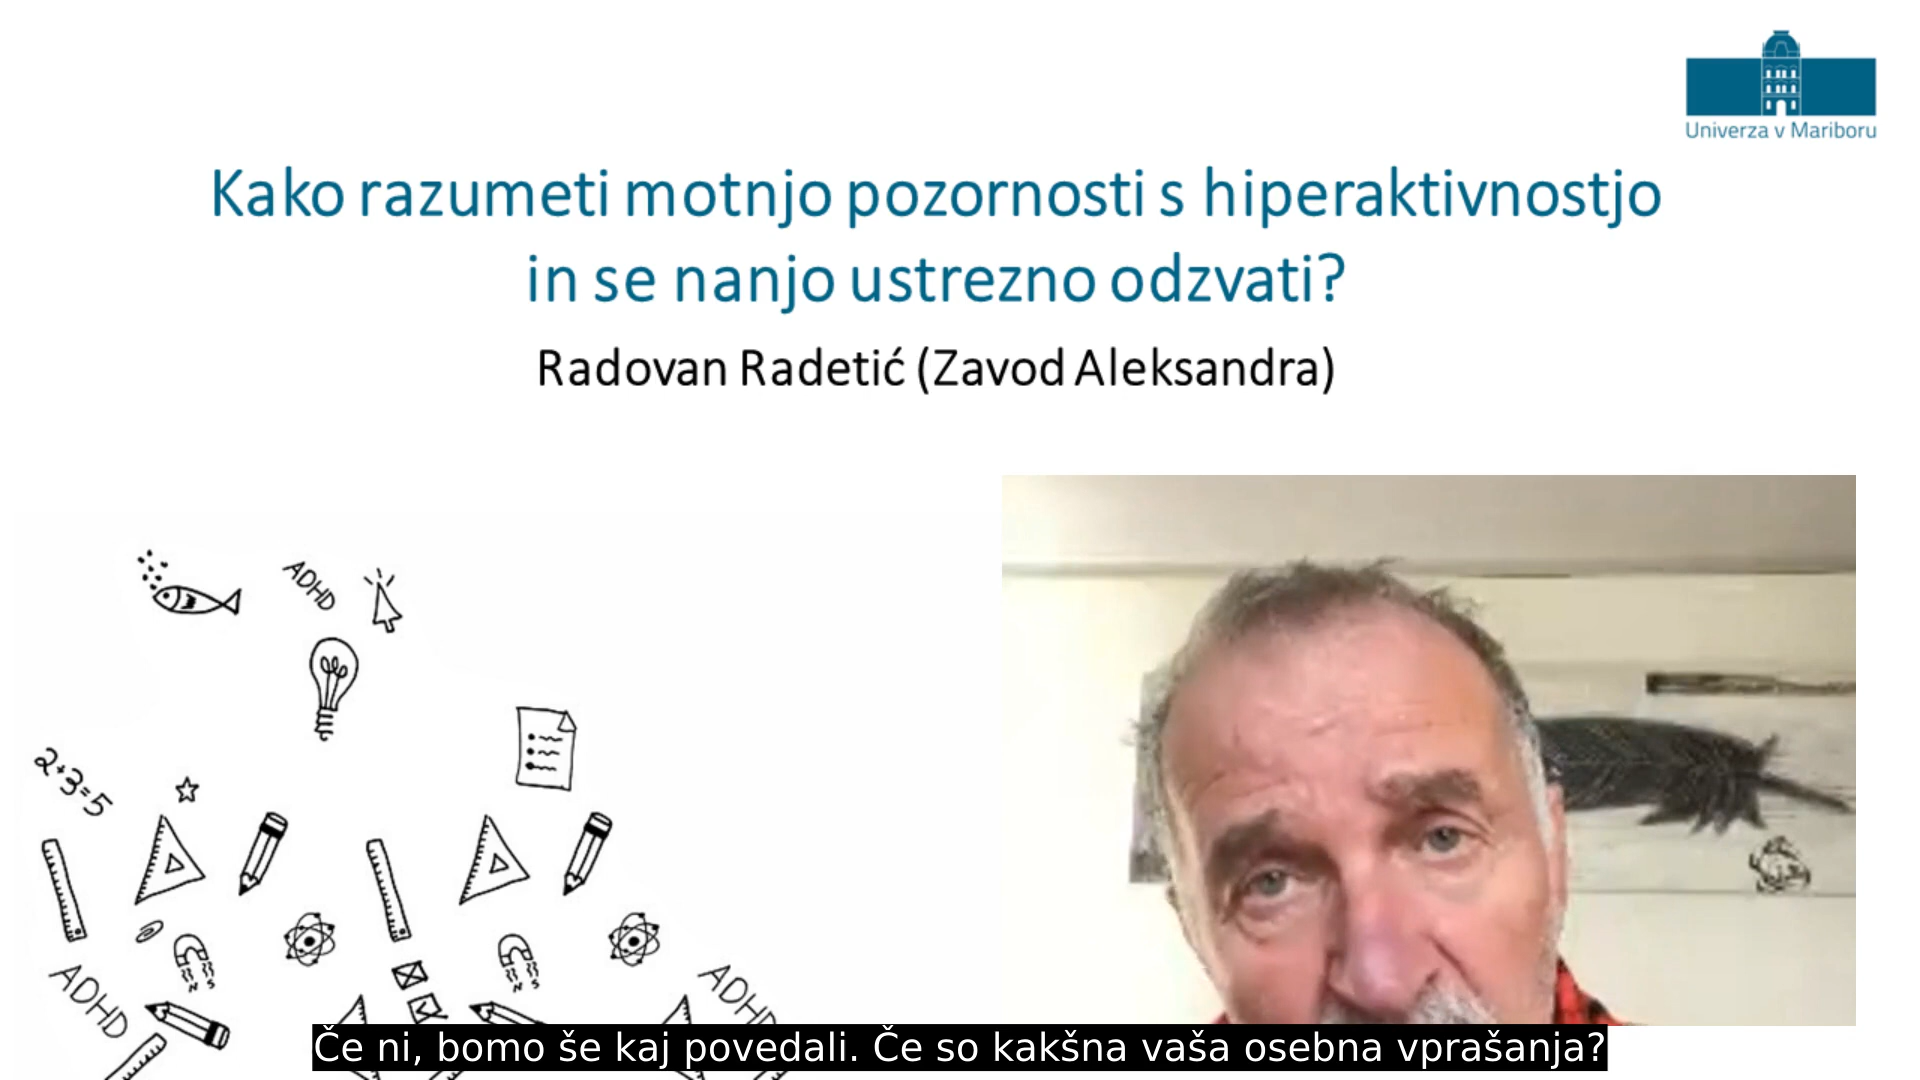 Univerza v Mariboru
Kako razumeti motnjo pozornosti s hiperaktivnostjo
in se nanjo ustrezno odzvati?
Radovan Radetić (Zavod Aleksandra)
ADHD
2+3=5
ADHD
ADHD
Če ni, bomo še kaj povedali. Če so kakšna vaša osebna vprašanja?